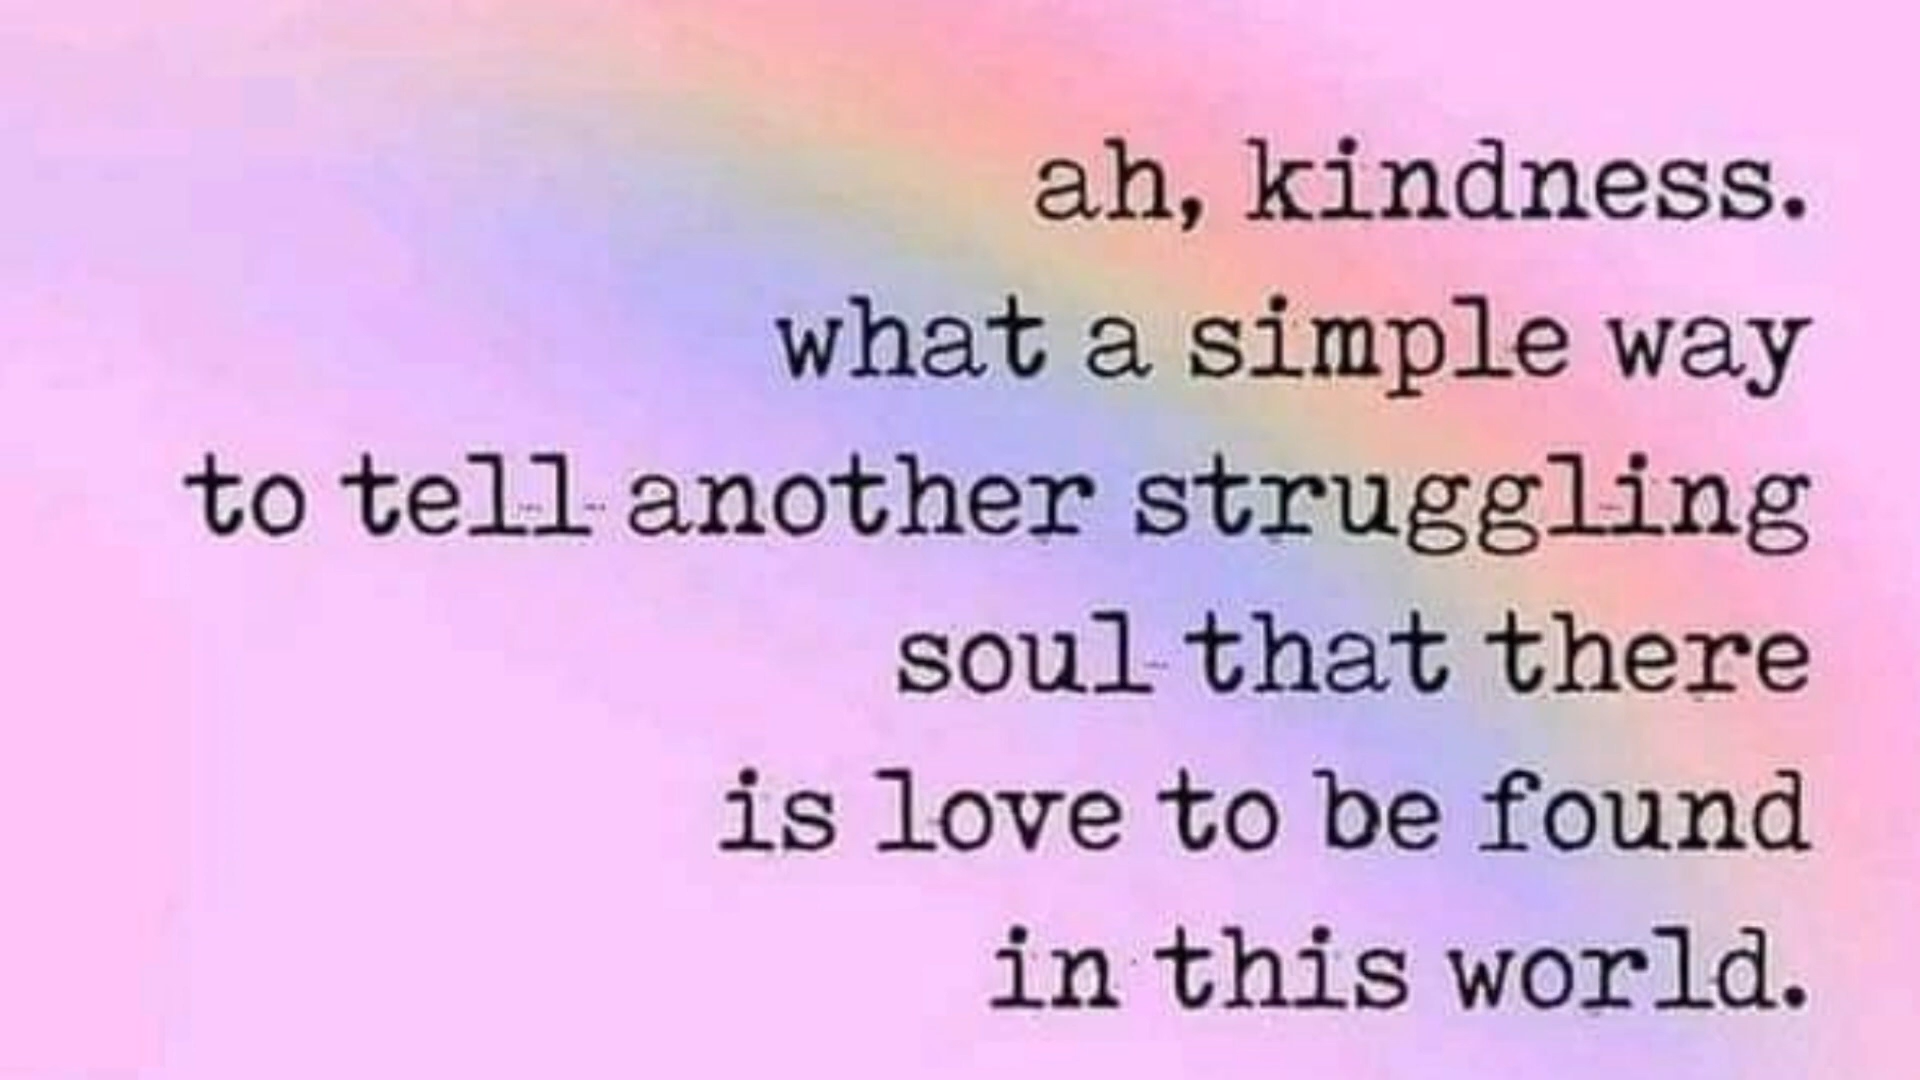 ah, kindness.
what a simple way
to tell another struggling
soul that there
is love to be found
in this world.